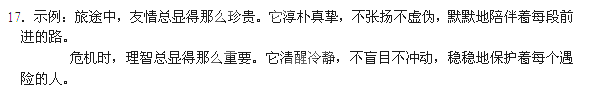 17．示例：旅途中，友情总显得那么珍贵。它淳朴真挚，不张扬不虚伪，默默地陪伴着每段前
进的路。
危机时，理智总显得那么重要。它清醒冷静，不盲目不冲动，稳稳地保护着每个遇
险的人。